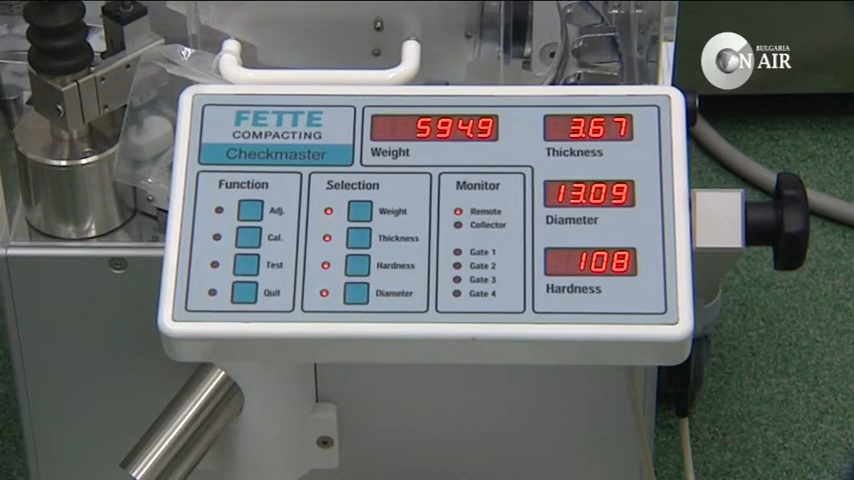 BULGARIA
ON AIR
FETTE
COMPACTING
Checkmaster
594.9
Weight
3.67
Thickness
13.09
Diameter
108
Hardness
Function
Adj.
Cal.
Test
Quit
Selection
Weight
Thickness
Hardness
Diameter
Monitor
Remote
Collector
Gate 1
Gate 2
Gate 3
Gate 4